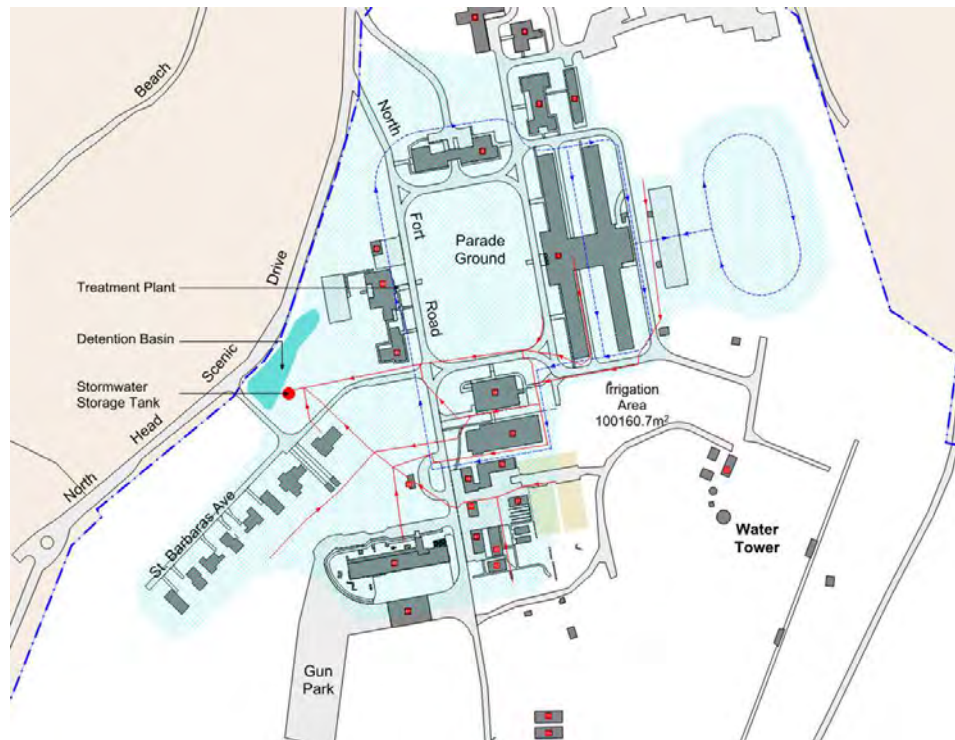 Beach
North
Fort
Road
Parade
Ground
Drive
Treatment Plant
Detention Basin
Scenic
Stormwater
Storage Tank
Head
North
Irrigation
Area
100160.7m²
St. Barbaras Ave
Water
Tower
Gun
Park